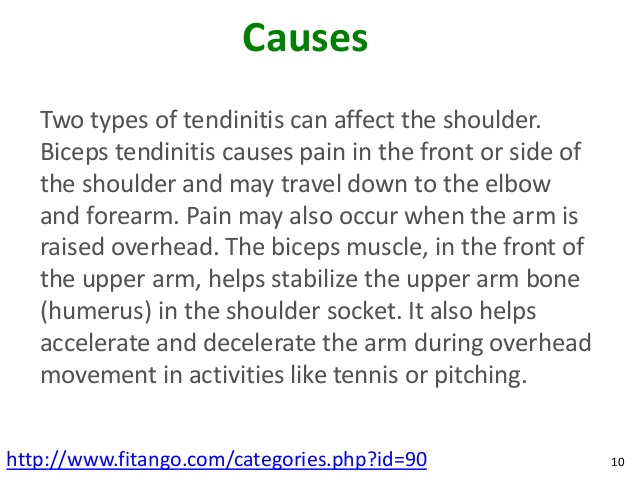 Causes
Two types of tendinitis can affect the shoulder.
Biceps tendinitis causes pain in the front or side of
the shoulder and may travel down to the elbow
and forearm. Pain may also occur when the arm is
raised overhead. The biceps muscle, in the front of
the upper arm, helps stabilize the upper arm bone
(humerus) in the shoulder socket. It also helps
accelerate and decelerate the arm during overhead
movement in activities like tennis or pitching.
http://www.fitango.com/categories.php?id=90
10